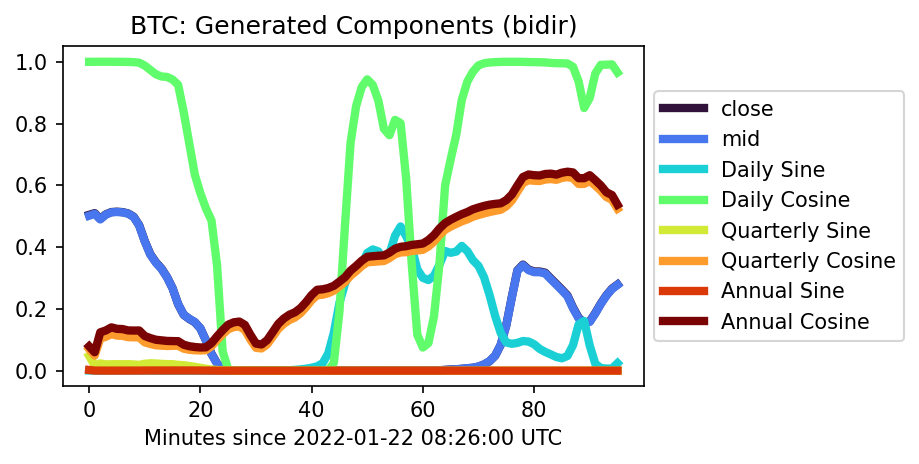 BTC: Generated Components (bidir)
1.0
0.8
0.6
0.4
0.2
0.0
0
20
40
60
80
Minutes since 2022-01-22 08:26:00 UTC
close
mid
Daily Sine
Daily Cosine
Quarterly Sine
Quarterly Cosine
Annual Sine
Annual Cosine